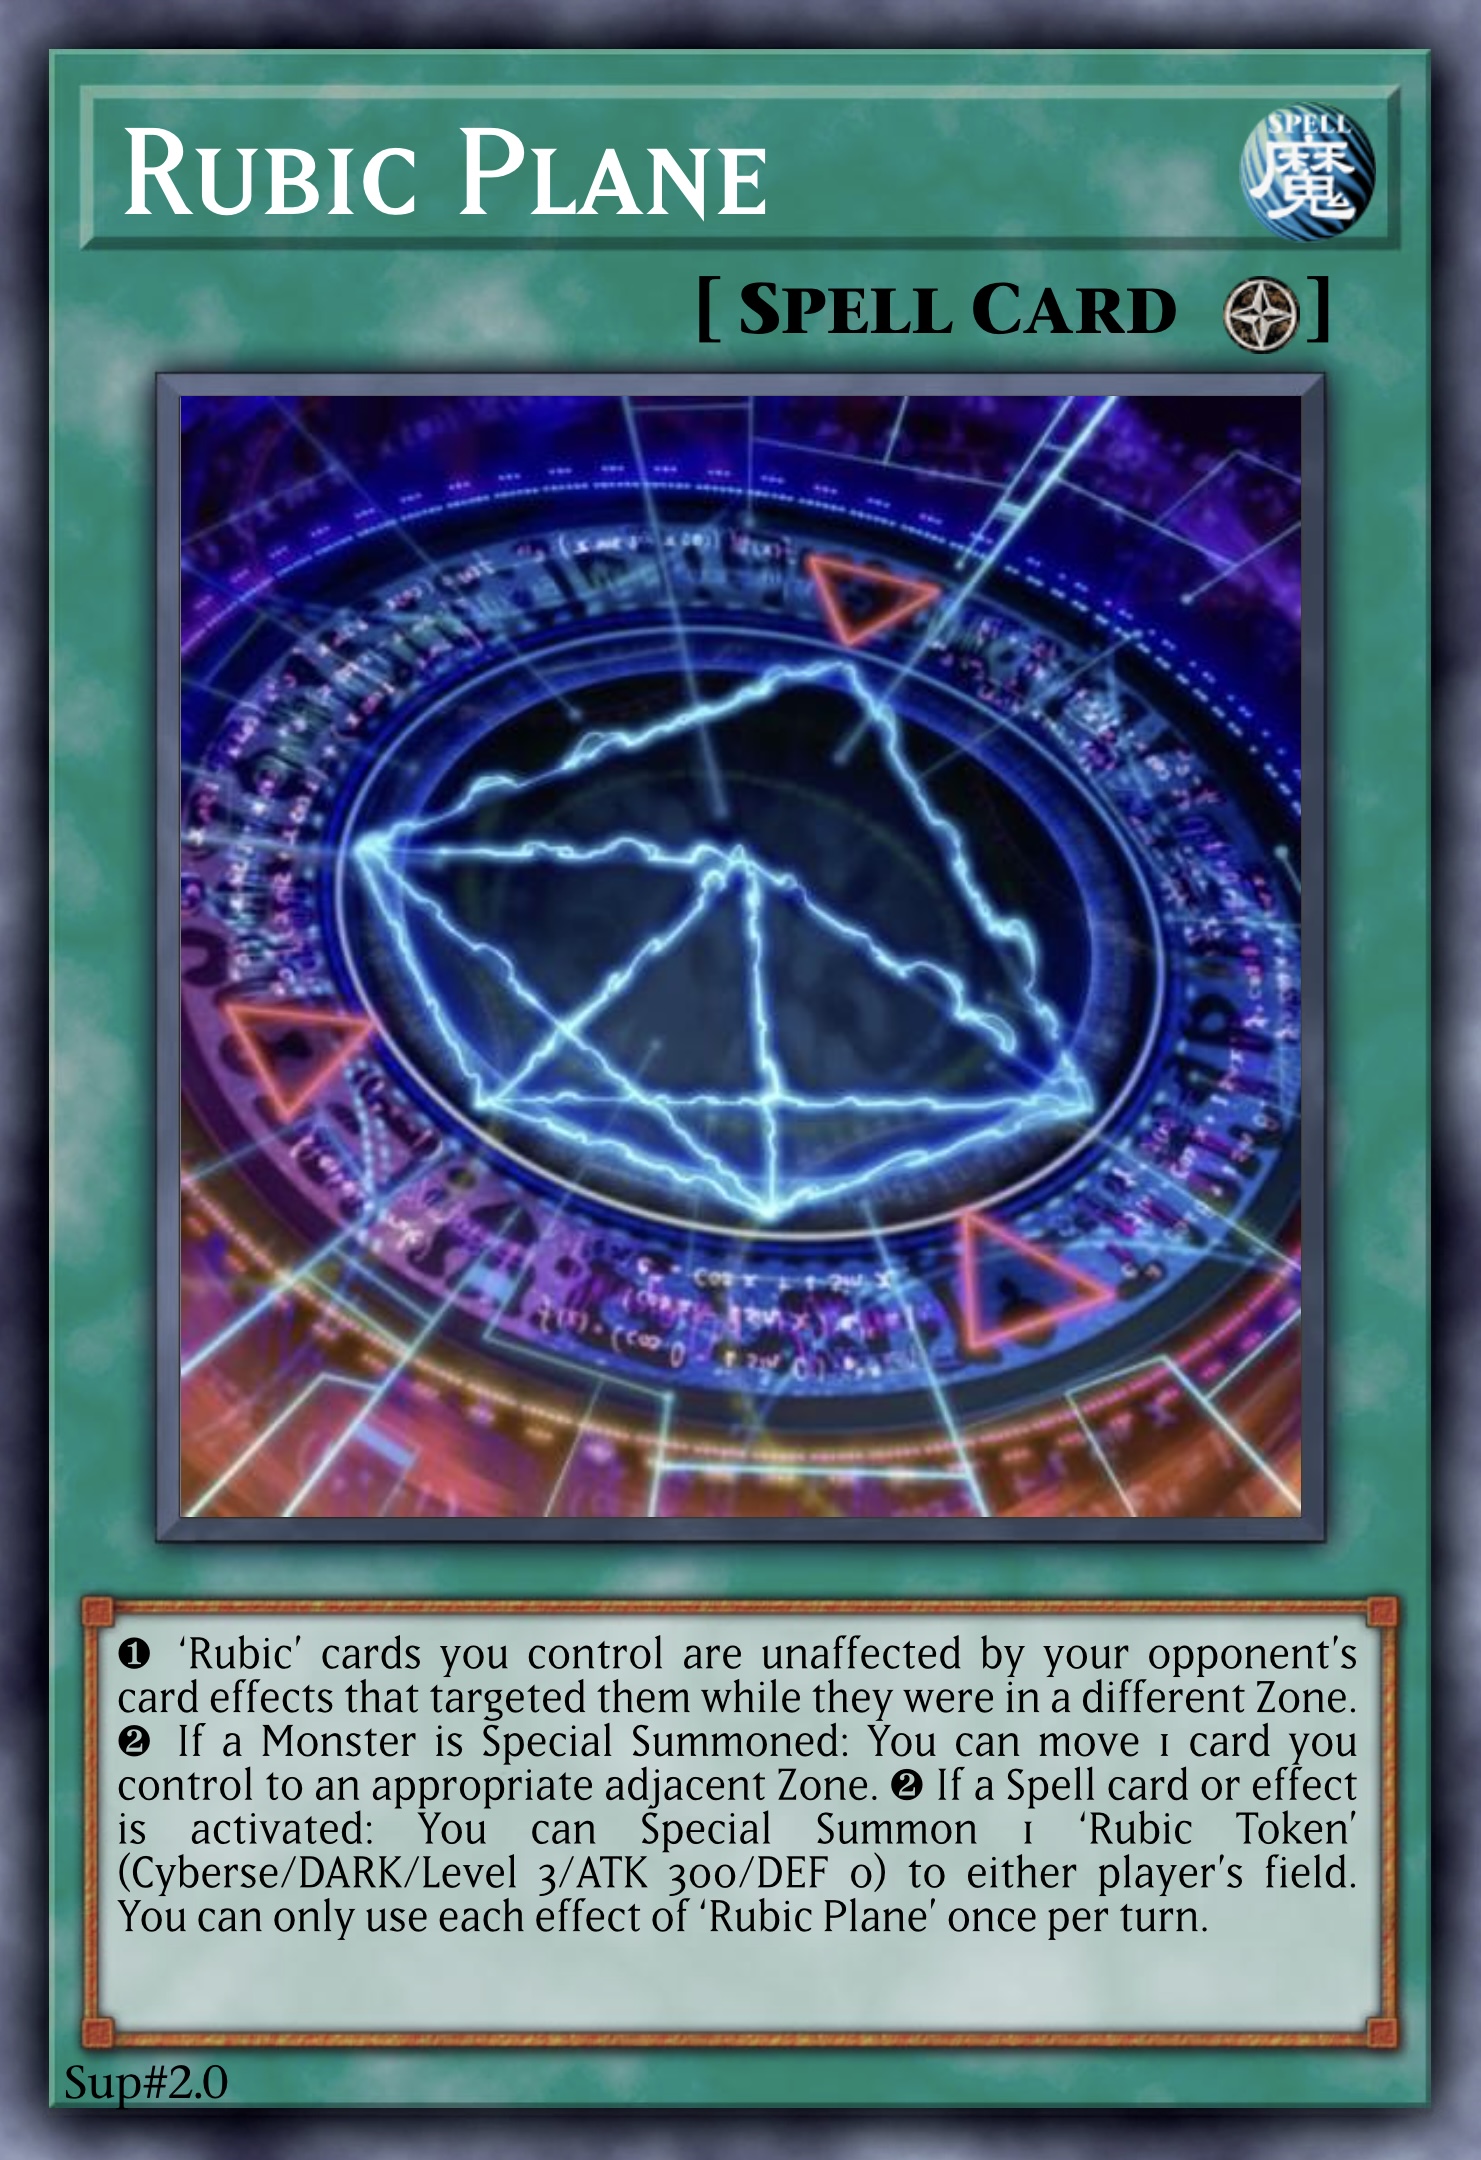 Rubic Plane
SPELL
魔
[ Spell Card ]
❶ ‘Rubic’ cards you control are unaffected by your opponent's
card effects that targeted them while they were in a different Zone.
❷ If a Monster is Special Summoned: You can move 1 card you
control to an appropriate adjacent Zone. ❷ If a Spell card or effect
is activated: You can Special Summon 1 ‘Rubic Token’
(Cyberse/DARK/Level 3/ATK 300/DEF 0) to either player's field.
You can only use each effect of ‘Rubic Plane’ once per turn.
Sup#2.0